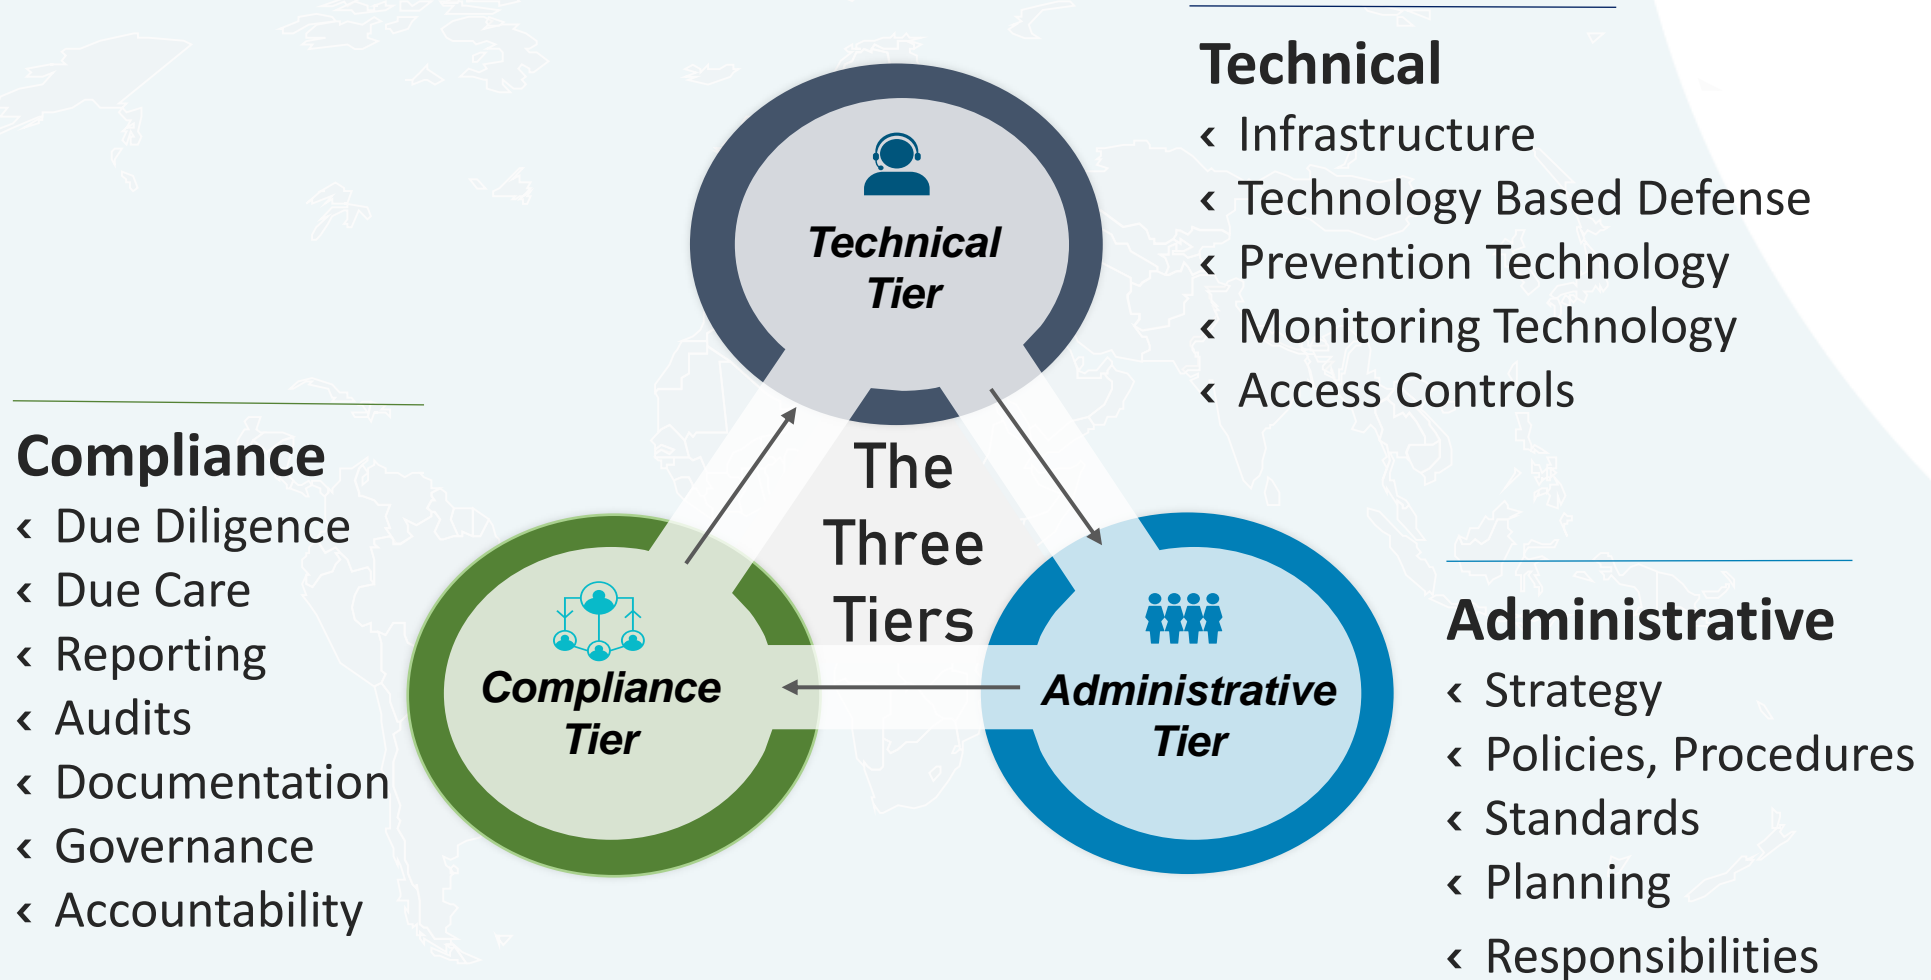 Technical
‹ Infrastructure
‹ Technology Based Defense
‹ Prevention Technology
‹ Monitoring Technology
‹ Access Controls
Technical
Tier
The
Three
Tiers
Compliance
‹ Due Diligence
‹ Due Care
‹ Reporting
‹ Audits
‹ Documentation
‹ Governance
‹ Accountability
Compliance
Tier
Administrative
Tier
Administrative
‹ Strategy
‹ Policies, Procedures
‹ Standards
‹ Planning
‹ Responsibilities